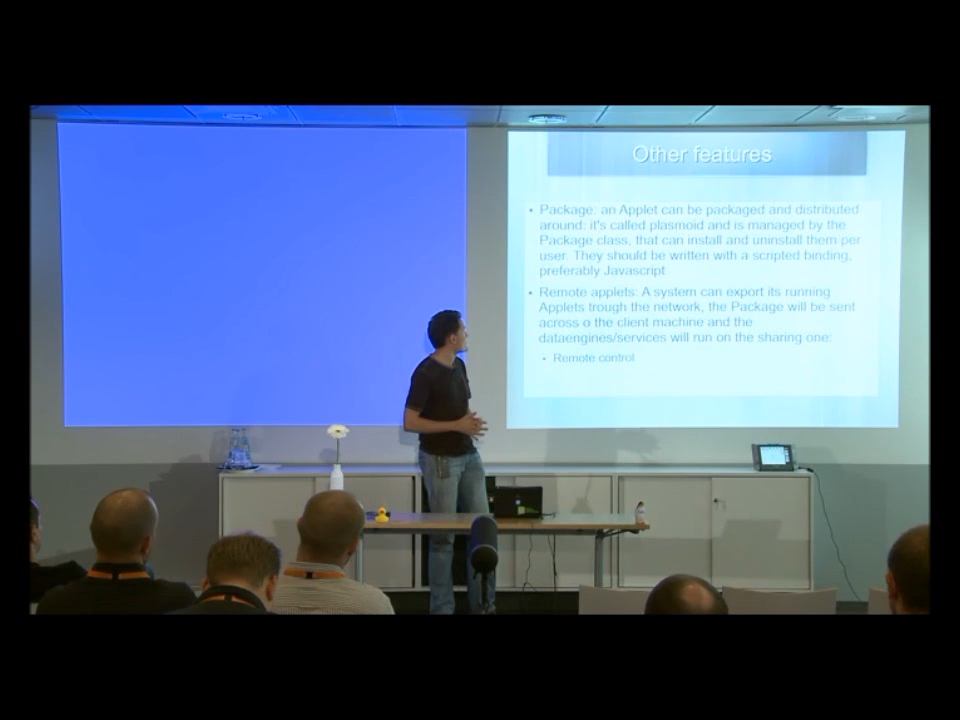 Other features
• Package: an Applet can be packaged and distributed
around: it's called plasmoid and is managed by the
Package class, that can install and uninstall them per
user. They should be written with a scripted binding,
preferably Javascript
• Remote applets: A system can export its running
Applets trough the network, the Package will be sent
across o the client machine and the
dataengines/services will run on the sharing one:
• Remote control